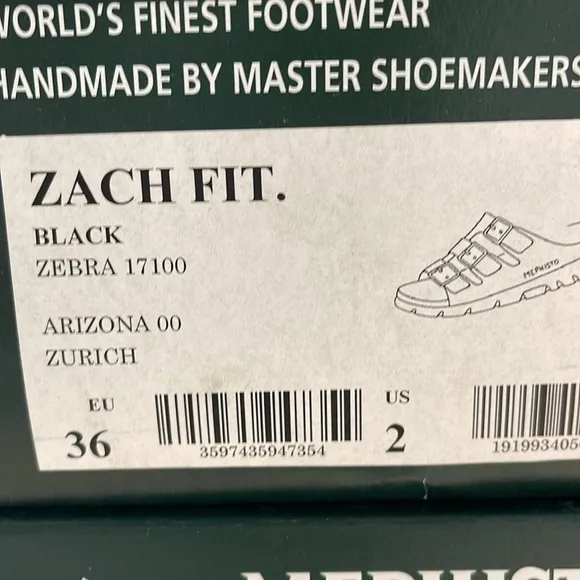 WORLD'S FINEST FOOTWEAR
HANDMADE BY MASTER SHOEMAKERS
ZACH FIT.
BLACK
ZEBRA 17100
MEPHISTO
ARIZONA 00
ZURICH
EU
36
3597435947354
US
2
191993405